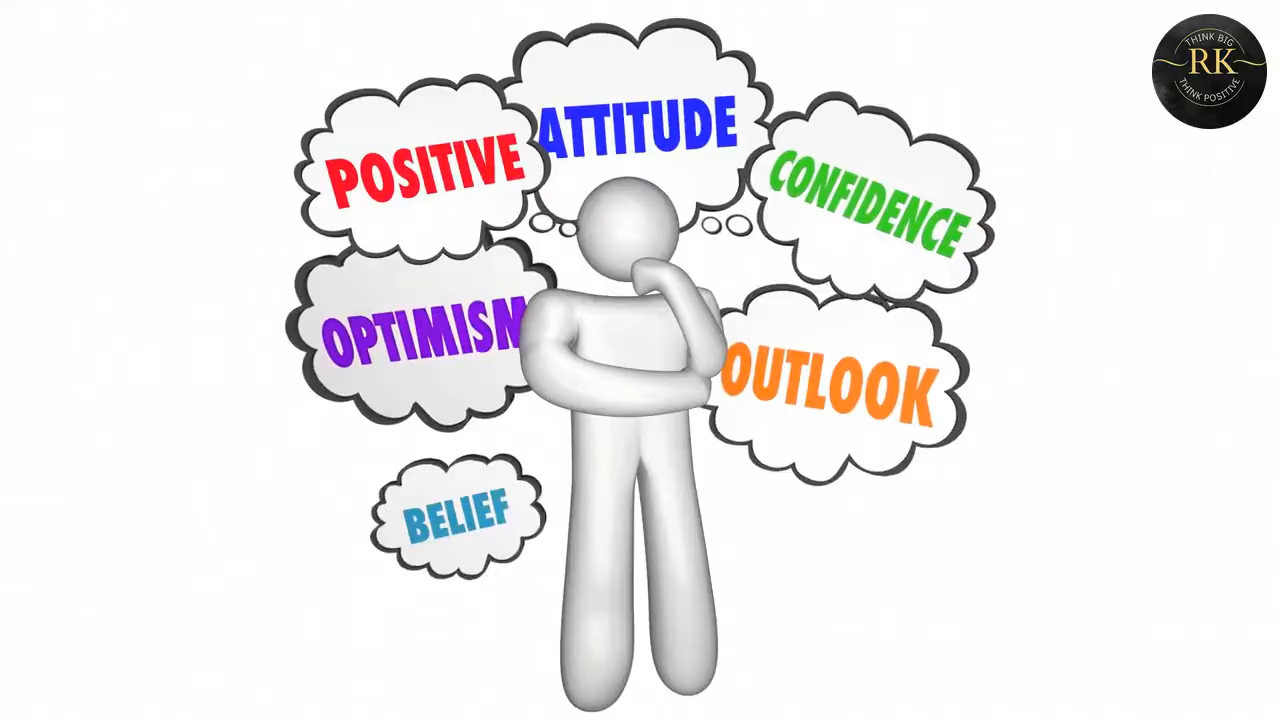 ATTITUDE
POSITIVE
CONFIDENCE
OPTIMISM
OUTLOOK
BELIEF
THINK BIG
RK
THINK POSITIVE